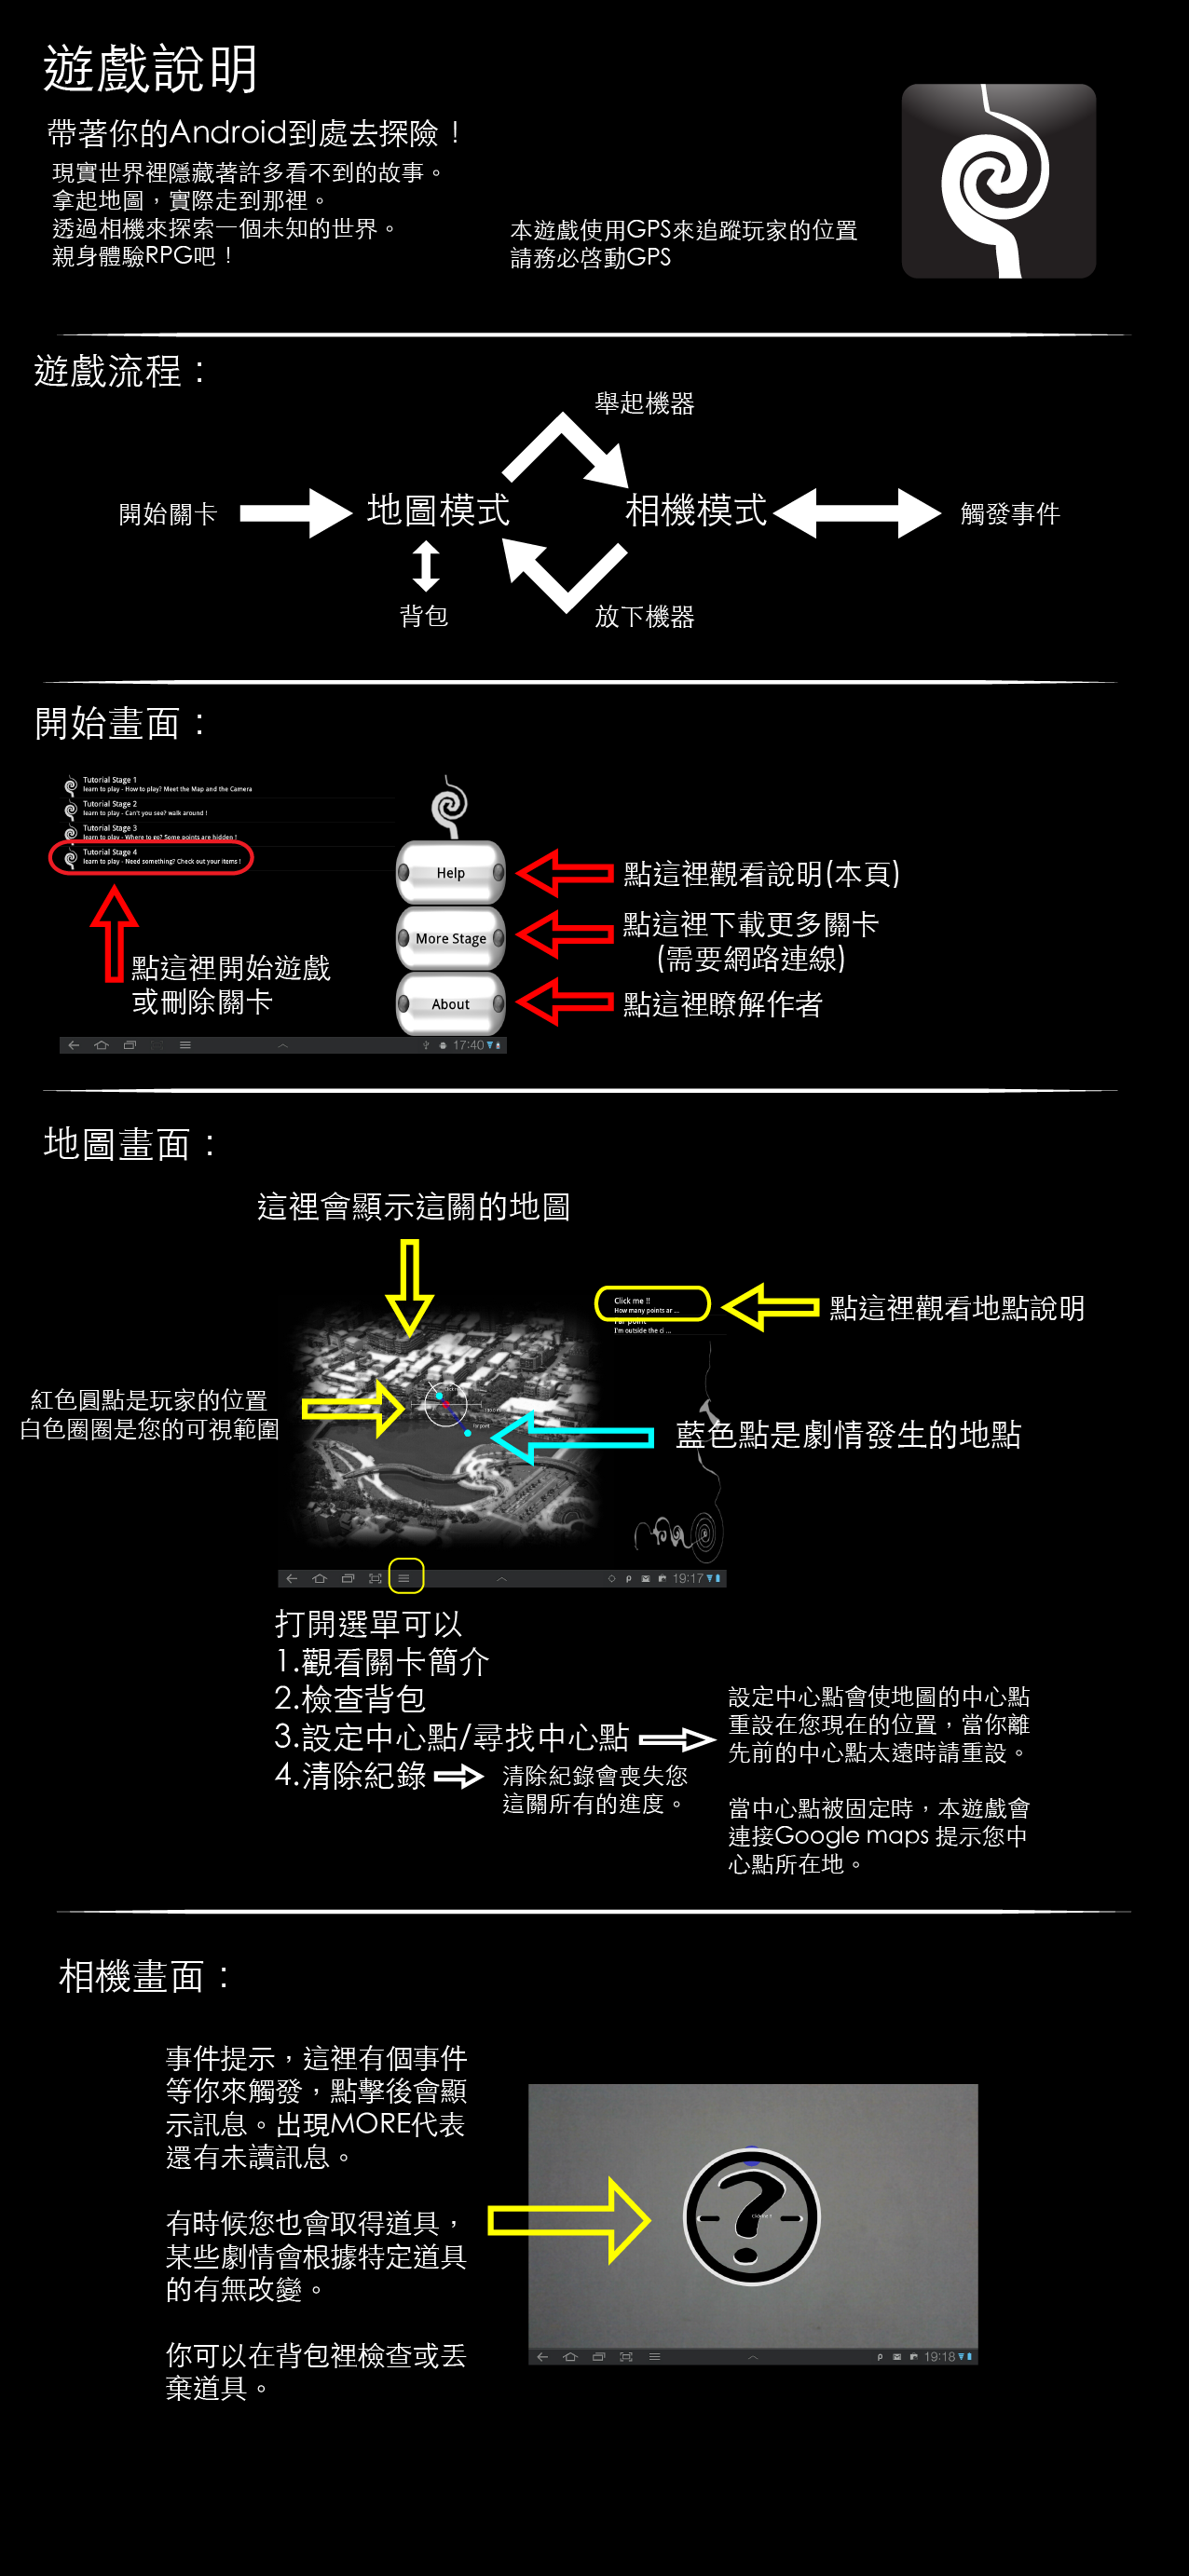 遊戲說明
帶著你的Android到處去探險！
現實世界裡隱藏著許多看不到的故事。
拿起地圖，實際走到那裡。
透過相機來探索一個未知的世界。
親身體驗RPG吧！
本遊戲使用GPS來追蹤玩家的位置
請務必啓動GPS
遊戲流程：
舉起機器
開始關卡
地圖模式
相機模式
觸發事件
背包
放下機器
開始畫面：
Tutorial Stage 1
learn to play - How to play? Meet the Map and the Camera
Tutorial Stage 2
learn to play - Can't you see? walk around !
Tutorial Stage 3
learn to play - Where to go? Some points are hidden !
Tutorial Stage 4
learn to play - Need something? Check out your items !
Help
點這裡觀看說明(本頁)
More Stage
點這裡下載更多關卡
(需要網路連線)
點這裡開始遊戲
或刪除關卡
About
點這裡瞭解作者
17:40
地圖畫面：
這裡會顯示這關的地圖
Click me !!
How many points ar ...
Far point
I'm outside the ci ...
點這裡觀看地點說明
紅色圓點是玩家的位置
白色圈圈是您的可視範圍
Far point
藍色點是劇情發生的地點
19:17
打開選單可以
1.觀看關卡簡介
2.檢查背包
3.設定中心點/尋找中心點
4.清除紀錄
清除紀錄會喪失您
這關所有的進度。
設定中心點會使地圖的中心點
重設在您現在的位置，當你離
先前的中心點太遠時請重設。
當中心點被固定時，本遊戲會
連接Google maps 提示您中
心點所在地。
相機畫面：
事件提示，這裡有個事件
等你來觸發，點擊後會顯
示訊息。出現MORE代表
還有未讀訊息。
有時候您也會取得道具，
某些劇情會根據特定道具
的有無改變。
你可以在背包裡檢查或丟
棄道具。
?
Click me !!
19:18